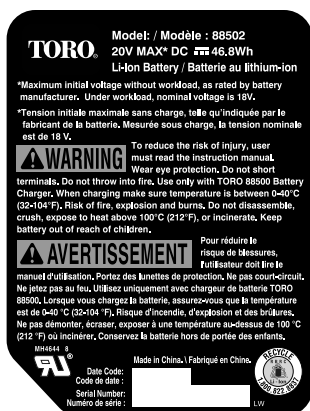 TORO®
Model: / Modèle : 88502
20V MAX* DC 46.8Wh
Li-Ion Battery / Batterie au lithium-ion
*Maximum initial voltage without workload, as rated by battery
manufacturer. Under workload, nominal voltage is 18V.
*Tension initiale maximale sans charge, telle qu'indiquée par le
fabricant de la batterie. Mesurée sous charge, la tension nominale
est de 18 V.
WARNING
To reduce the risk of injury, user
must read the instruction manual.
Wear eye protection. Do not short
terminals. Do not throw into fire. Use only with TORO 88500 Battery
Charger. When charging make sure temperature is between 0-40°C
(32-104°F). Risk of fire, explosion and burns. Do not disassemble,
crush, expose to heat above 100°C (212°F), or incinerate. Keep
battery out of reach of children.
AVERTISSEMENT
Pour réduire le
risque de blessures,
l'utilisateur doit lire le
manuel d'utilisation. Portez des lunettes de protection. Ne pas court-circuit.
Ne jetez pas au feu. Utilisez uniquement avec chargeur de batterie TORO
88500. Lorsque vous chargez la batterie, assurez-vous que la température
est de 0-40 °C (32-104 °F). Risque d'incendie, d'explosion et des brûlures.
Ne pas démonter, écraser, exposer à une température au-dessus de 100 °C
(212 °F) où incinérer. Conservez la batterie hors de portée des enfants.
MH4644 8
RU®
Made in China. \ Fabriqué en Chine.
Date Code:
Code de date :
Serial Number:
Numéro de série :
LW
RECYCLE
1.800.822.8837